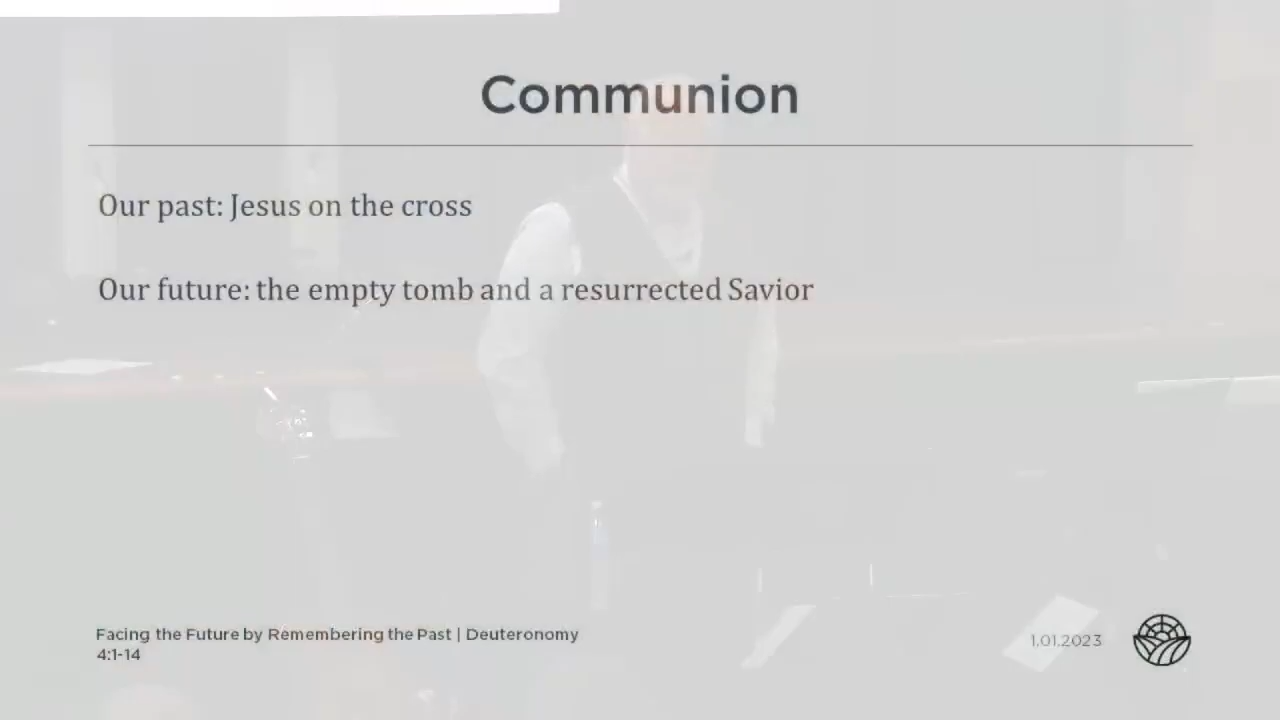 Communion
Our past: Jesus on the cross
Our future: the empty tomb and a resurrected Savior
Facing the Future by Remembering the Past | Deuteronomy
4:1-14
1.01.2023